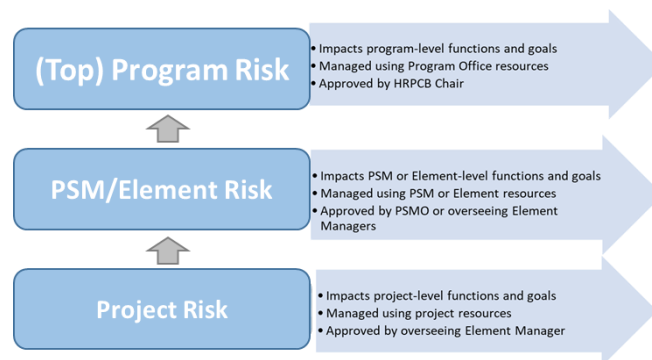 (Top) Program Risk
• Impacts program-level functions and goals
• Managed using Program Office resources
• Approved by HRPCB Chair
PSM/Element Risk
• Impacts PSM or Element-level functions and goals
• Managed using PSM or Element resources
• Approved by PSMO or overseeing Element
Managers
Project Risk
• Impacts project-level functions and goals
• Managed using project resources
• Approved by overseeing Element Manager